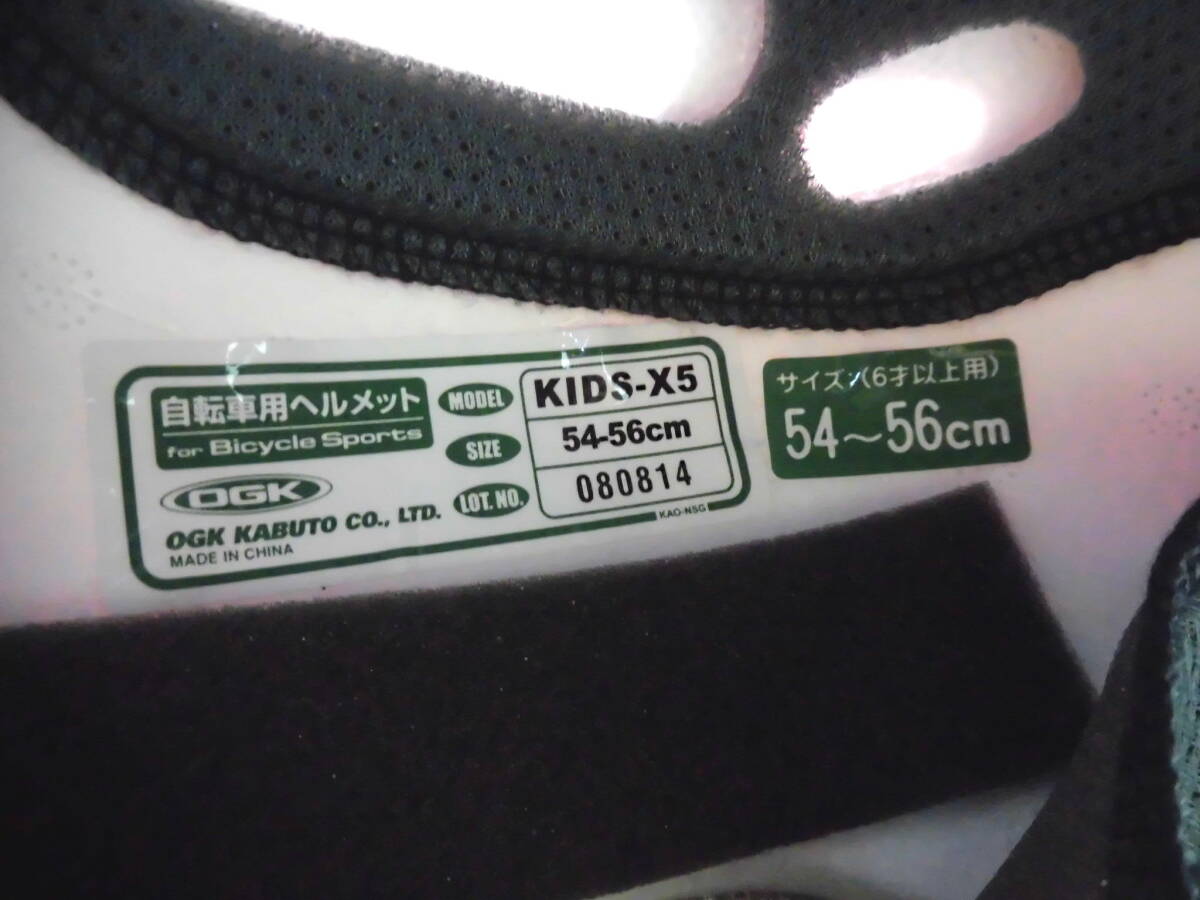 自転車用ヘルメット
for Bicycle Sports
OGK
OGK KABUTO CO., LTD.
MADE IN CHINA
MODEL KIDS-X5
SIZE 54-56cm
LOT. NO. 080814
KAO-NSG
サイズ:(6才以上用)
54～56cm